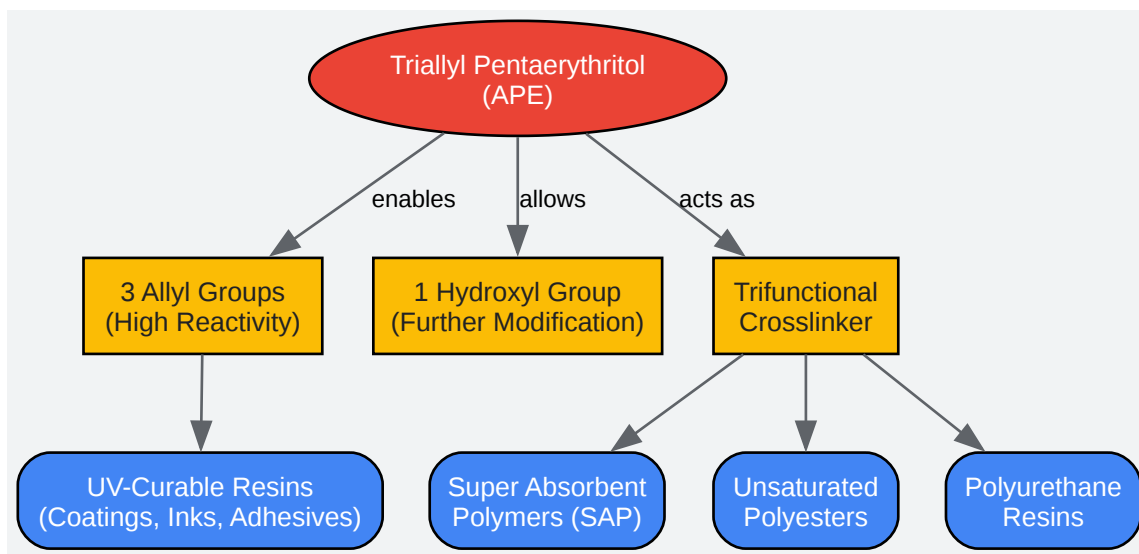 Triallyl Pentaerythritol
(APE)
enables
allows
acts as
3 Allyl Groups
(High Reactivity)
1 Hydroxyl Group
(Further Modification)
Trifunctional
Crosslinker
UV-Curable Resins
(Coatings, Inks, Adhesives)
Super Absorbent
Polymers (SAP)
Unsaturated
Polyesters
Polyurethane
Resins